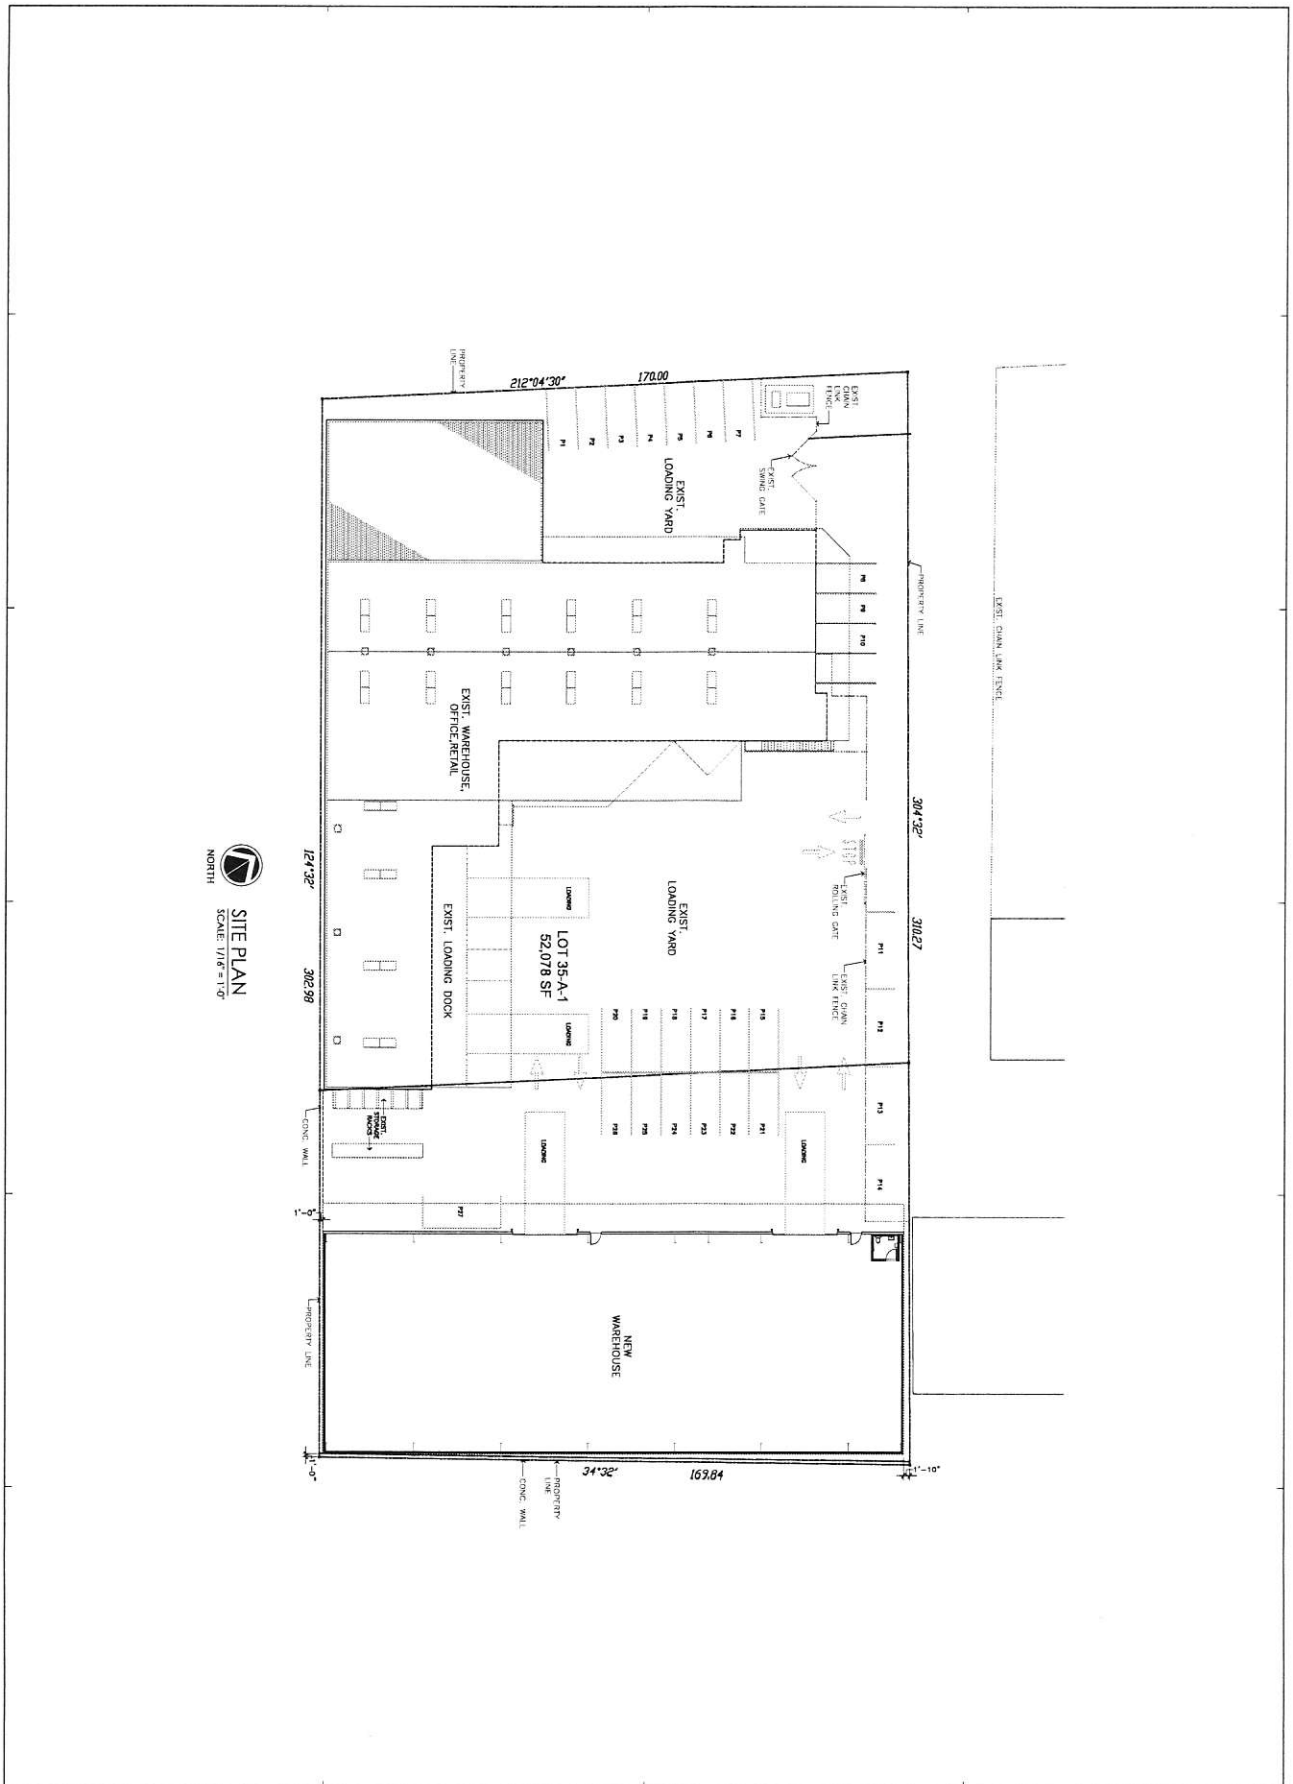 PROPERTY
LINE
212°04'30"
170.00
EXIST.
CHAIN
LINK
FENCE
P1
P2
P3
P4
P5
P6
P7
EXIST.
LOADING YARD
EXIST.
SWING GATE
P8
P9
P10
PROPERTY LINE
EXIST. CHAIN LINK FENCE
EXIST. WAREHOUSE,
OFFICE,RETAIL
304°32'
310.27
STOP
EXIST.
ROLLING GATE
EXIST. CHAIN
LINK FENCE
P11
P12
P13
P14
EXIST.
LOADING YARD
LOADING
LOT 35-A-1
52,078 SF
LOADING
EXIST. LOADING DOCK
P20
P19
P18
P17
P16
P15
P26
P25
P24
P23
P22
P21
LOADING
LOADING
EXIST.
STORAGE
RACKS
P27
124°32'
302.98
CONC. WALL
1'-0"
PROPERTY LINE
NEW
WAREHOUSE
1'-0"
34°32'
169.84
1'-10"
PROPERTY
LINE
CONC. WALL
NORTH
SITE PLAN
SCALE: 1/16" = 1'-0"